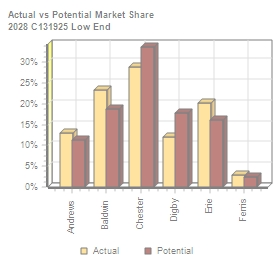 Actual vs Potential Market Share
2028 C131925 Low End
30%
25%
20%
15%
10%
5%
0%
Andrews
Baldwin
Chester
Digby
Erie
Ferris
Actual
Potential